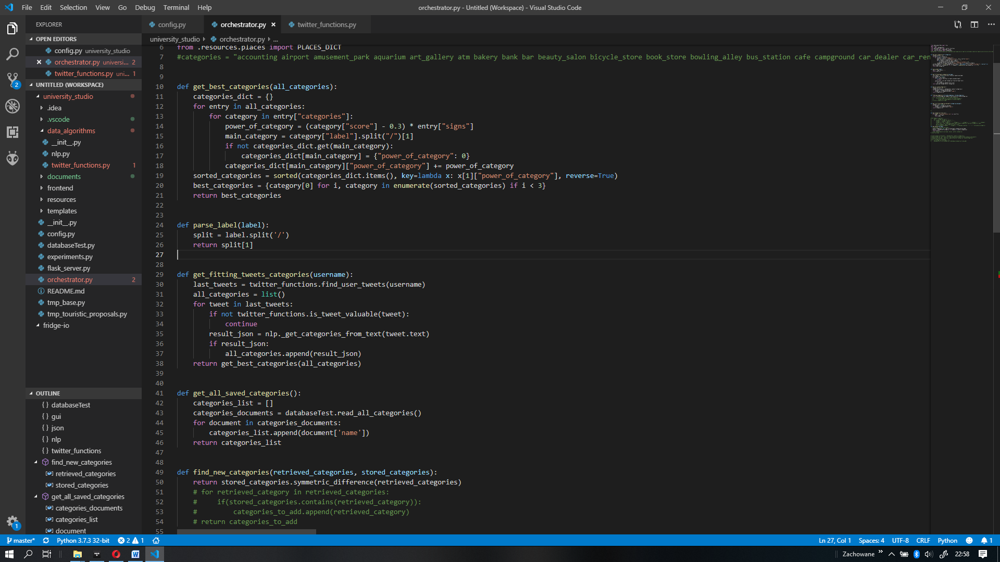 File Edit Selection View Go Debug Terminal Help
orchestrator.py - Untitled (Workspace) - Visual Studio Code
EXPLORER
OPEN EDITORS
config.py university_studio
orchestrator.py universi... 2
twitter_functions.py uni... 1
UNTITLED (WORKSPACE)
university_studio
.idea
.vscode
data_algorithms
__init__.py
nlp.py
twitter_functions.py 1
documents
frontend
resources
templates
__init__.py
config.py
databaseTest.py
experiments.py
flask_server.py
orchestrator.py 2
README.md
tmp_base.py
tmp_touristic_proposals.py
fridge-io
OUTLINE
{ } databaseTest
{ } gui
{ } json
{ } nlp
{ } twitter_functions
find_new_categories
retrieved_categories
stored_categories
get_all_saved_categories
categories_documents
categories_list
document
2
1
config.py orchestrator.py × twitter_functions.py
university_studio orchestrator.py ...
6 from .resources.places import PLACES_DICT
7 #categories = "accounting airport amusement_park aquarium art_gallery atm bakery bank bar beauty_salon bicycle_store book_store bowling_alley bus_station cafe campground car_dealer car_ren
8
9
10 def get_best_categories(all_categories):
11 categories_dict = {}
12 for entry in all_categories:
13 for category in entry["categories"]:
14 power_of_category = (category["score"] - 0.3) * entry["signs"]
15 main_category = category["label"].split("/")[1]
16 if not categories_dict.get(main_category):
17 categories_dict[main_category] = {"power_of_category": 0}
18 categories_dict[main_category]["power_of_category"] += power_of_category
19 sorted_categories = sorted(categories_dict.items(), key=lambda x: x[1]["power_of_category"], reverse=True)
20 best_categories = {category[0] for i, category in enumerate(sorted_categories) if i < 3}
21 return best_categories
22
23
24 def parse_label(label):
25 split = label.split('/')
26 return split[1]
27
28
29 def get_fitting_tweets_categories(username):
30 last_tweets = twitter_functions.find_user_tweets(username)
31 all_categories = list()
32 for tweet in last_tweets:
33 if not twitter_functions.is_tweet_valuable(tweet):
34 continue
35 result_json = nlp._get_categories_from_text(tweet.text)
36 if result_json:
37 all_categories.append(result_json)
38 return get_best_categories(all_categories)
39
40
41 def get_all_saved_categories():
42 categories_list = []
43 categories_documents = databaseTest.read_all_categories()
44 for document in categories_documents:
45 categories_list.append(document['name'])
46 return categories_list
47
48
49 def find_new_categories(retrieved_categories, stored_categories):
50 return stored_categories.symmetric_difference(retrieved_categories)
51 # for retrieved_category in retrieved_categories:
52 # if(stored_categories.contains(retrieved_category)):
53 # categories_to_add.append(retrieved_category)
54 # return categories_to_add
55
master* Python 3.7.3 32-bit 2 1
Ln 27, Col 1 Spaces: 4 UTF-8 CRLF Python 1
W
Zachowane » 22:58